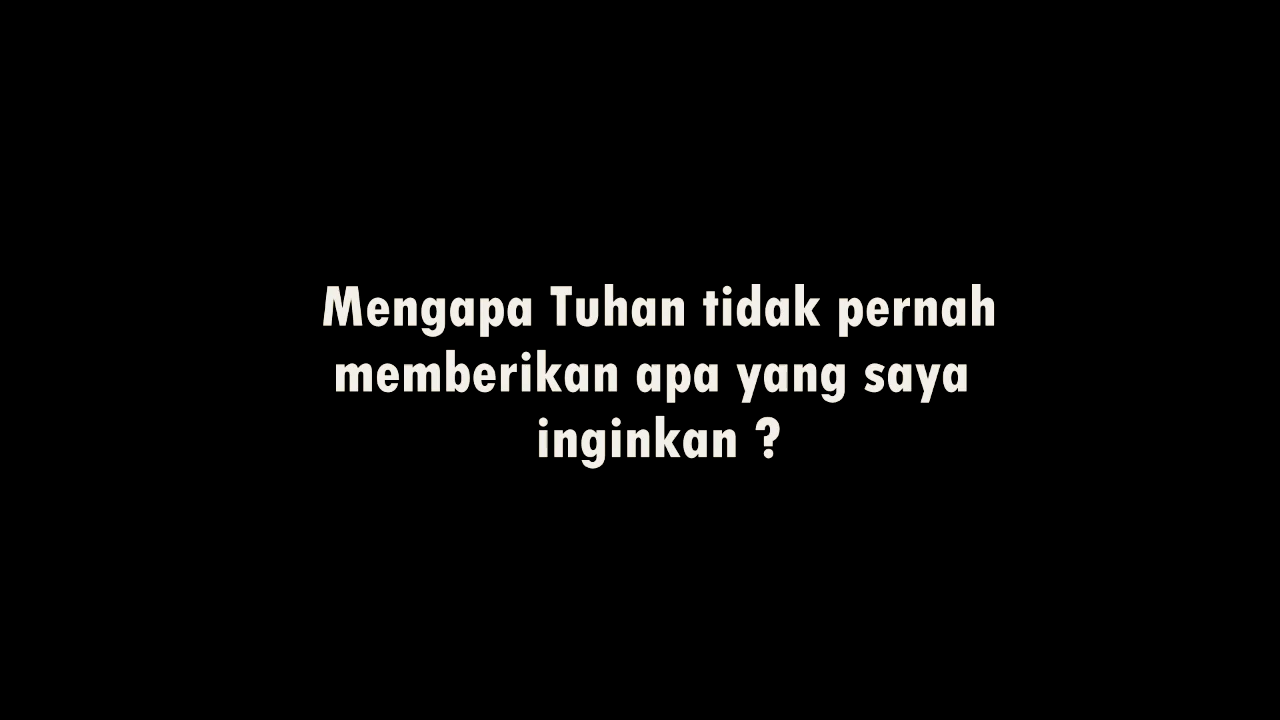 Mengapa Tuhan tidak pernah
memberikan apa yang saya
inginkan ?